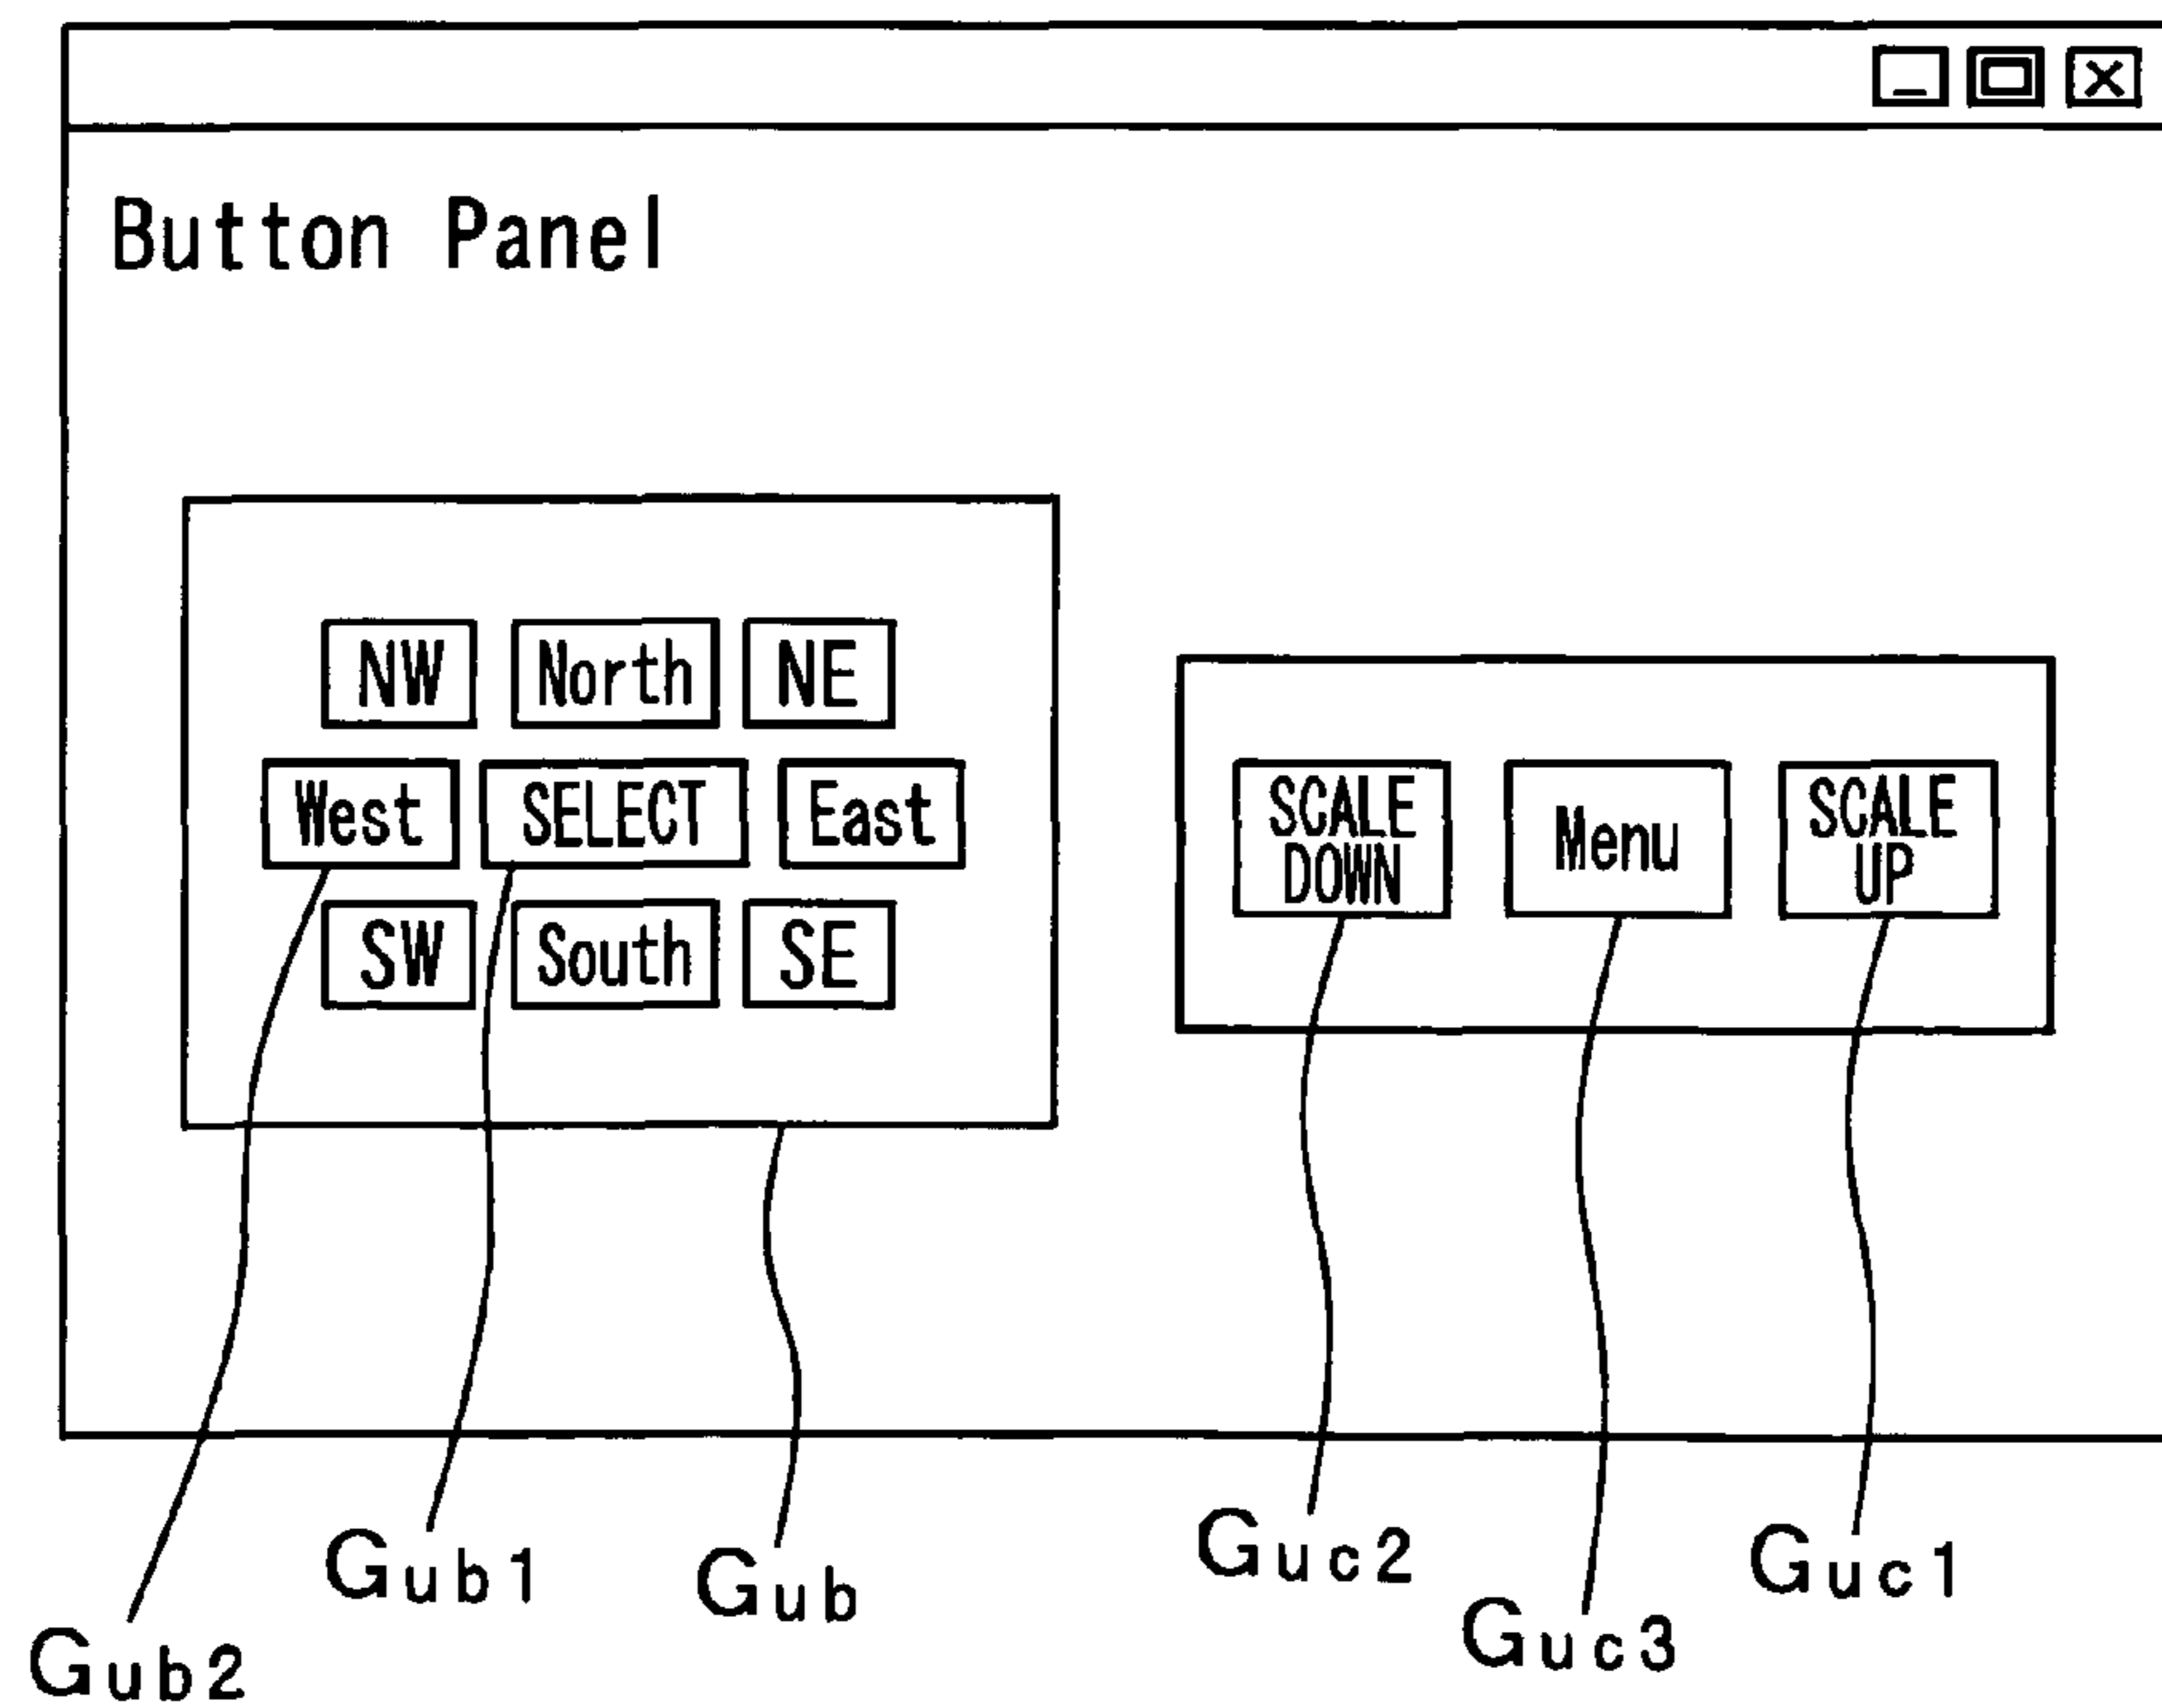 Button Panel
NW North NE
West SELECT East
SW South SE
SCALE DOWN
Menu
SCALE UP
Gub2
Gub1
Gub
Guc2
Guc3
Guc1